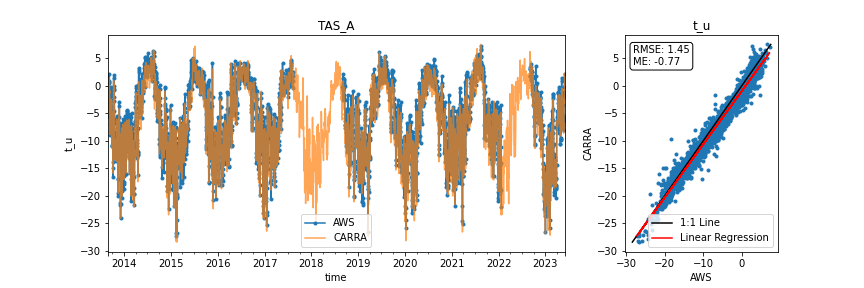 TAS_A
t_u
5
0
−5
−10
−15
−20
−25
−30
2014
2015
2016
2017
2018
2019
2020
2021
2022
2023
time
AWS
CARRA
t_u
RMSE: 1.45
ME: -0.77
CARRA
5
0
−5
−10
−15
−20
−25
−30
−30
−20
−10
0
AWS
1:1 Line
Linear Regression